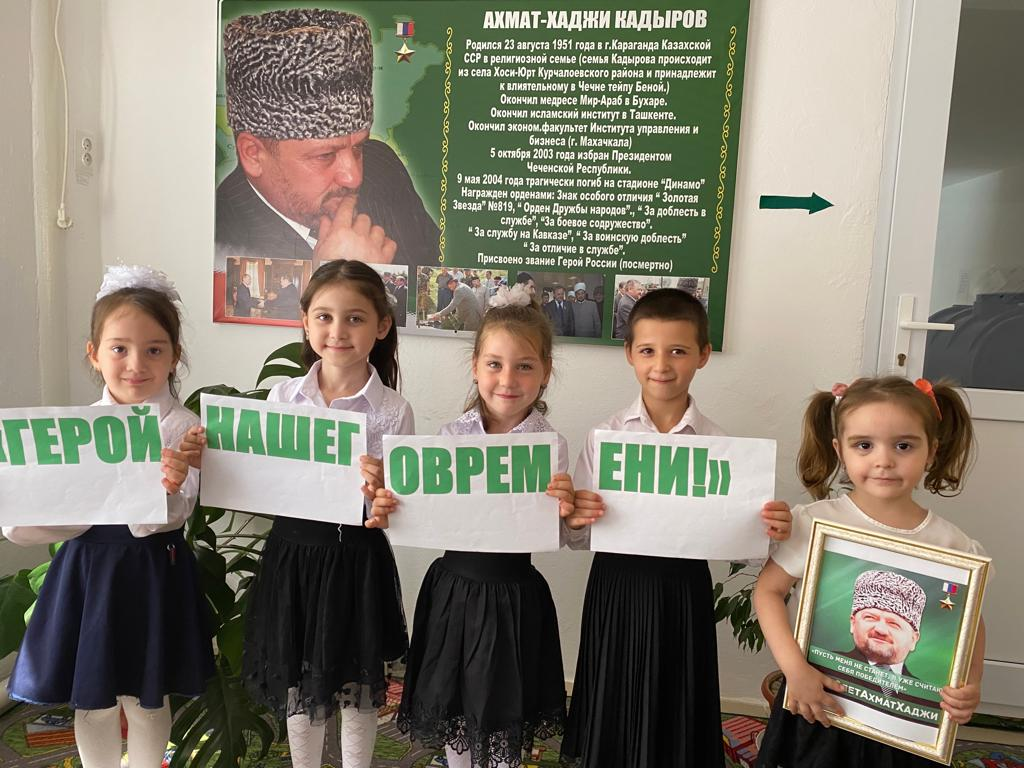 АХМАТ-ХАДЖИ КАДЫРОВ
Родился 23 августа 1951 года в г.Караганда Казахской
ССР в религиозной семье (семья Кадырова происходит
из села Хоси-Юрт Курчалоевского района и принадлежит
к влиятельному в Чечне тейпу Беной.)
Окончил медресе Мир-Араб в Бухаре.
Окончил исламский институт в Ташкенте.
Окончил эконом.факультет Института управления и
бизнеса (г. Махачкала)
5 октября 2003 года избран Президентом
Чеченской Республики.
9 мая 2004 года трагически погиб на стадионе “Динамо”
Награжден орденами: Знак особого отличия “ Золотая
Звезда” №819, “ Орден Дружбы народов”., “ За доблесть в
службе”, “За боевое содружество”.
“ За службу на Кавказе”, “ За воинскую доблесть”
“ За отличие в службе”.
Присвоено звание Герой России (посмертно)
«ГЕРОЙ НАШЕГ ОВРЕМ ЕНИ!»
«ПУСТЬ МЕНЯ НЕ СТАНЕТ, Я УЖЕ СЧИТАЮ
СЕБЯ ПОБЕДИТЕЛЕМ»
ЛЕТАХМАТХАДЖИ